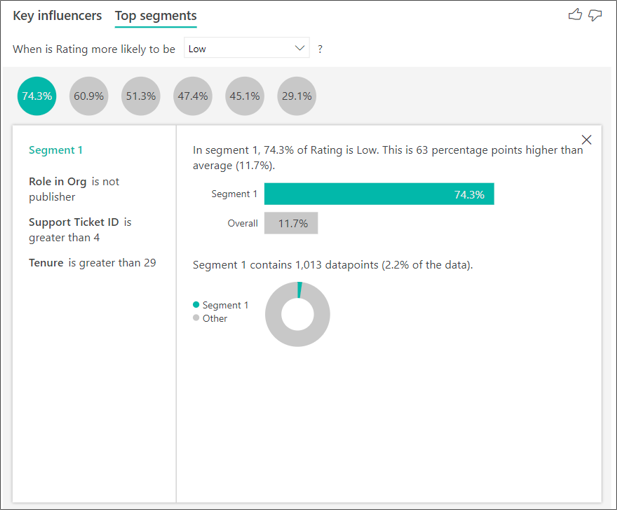 Key influencers Top segments
When is Rating more likely to be Low ?
74.3% 60.9% 51.3% 47.4% 45.1% 29.1%
Segment 1
Role in Org is not
publisher
Support Ticket ID is
greater than 4
Tenure is greater than 29
In segment 1, 74.3% of Rating is Low. This is 63 percentage points higher than
average (11.7%).
Segment 1 74.3%
Overall 11.7%
Segment 1 contains 1,013 datapoints (2.2% of the data).
Segment 1
Other